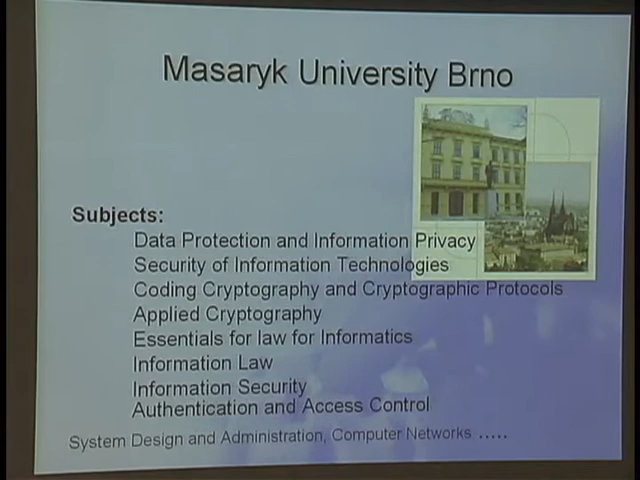 Masaryk University Brno
Subjects:
Data Protection and Information Privacy
Security of Information Technologies
Coding Cryptography and Cryptographic Protocols
Applied Cryptography
Essentials for law for Informatics
Information Law
Information Security
Authentication and Access Control
System Design and Administration, Computer Networks .....